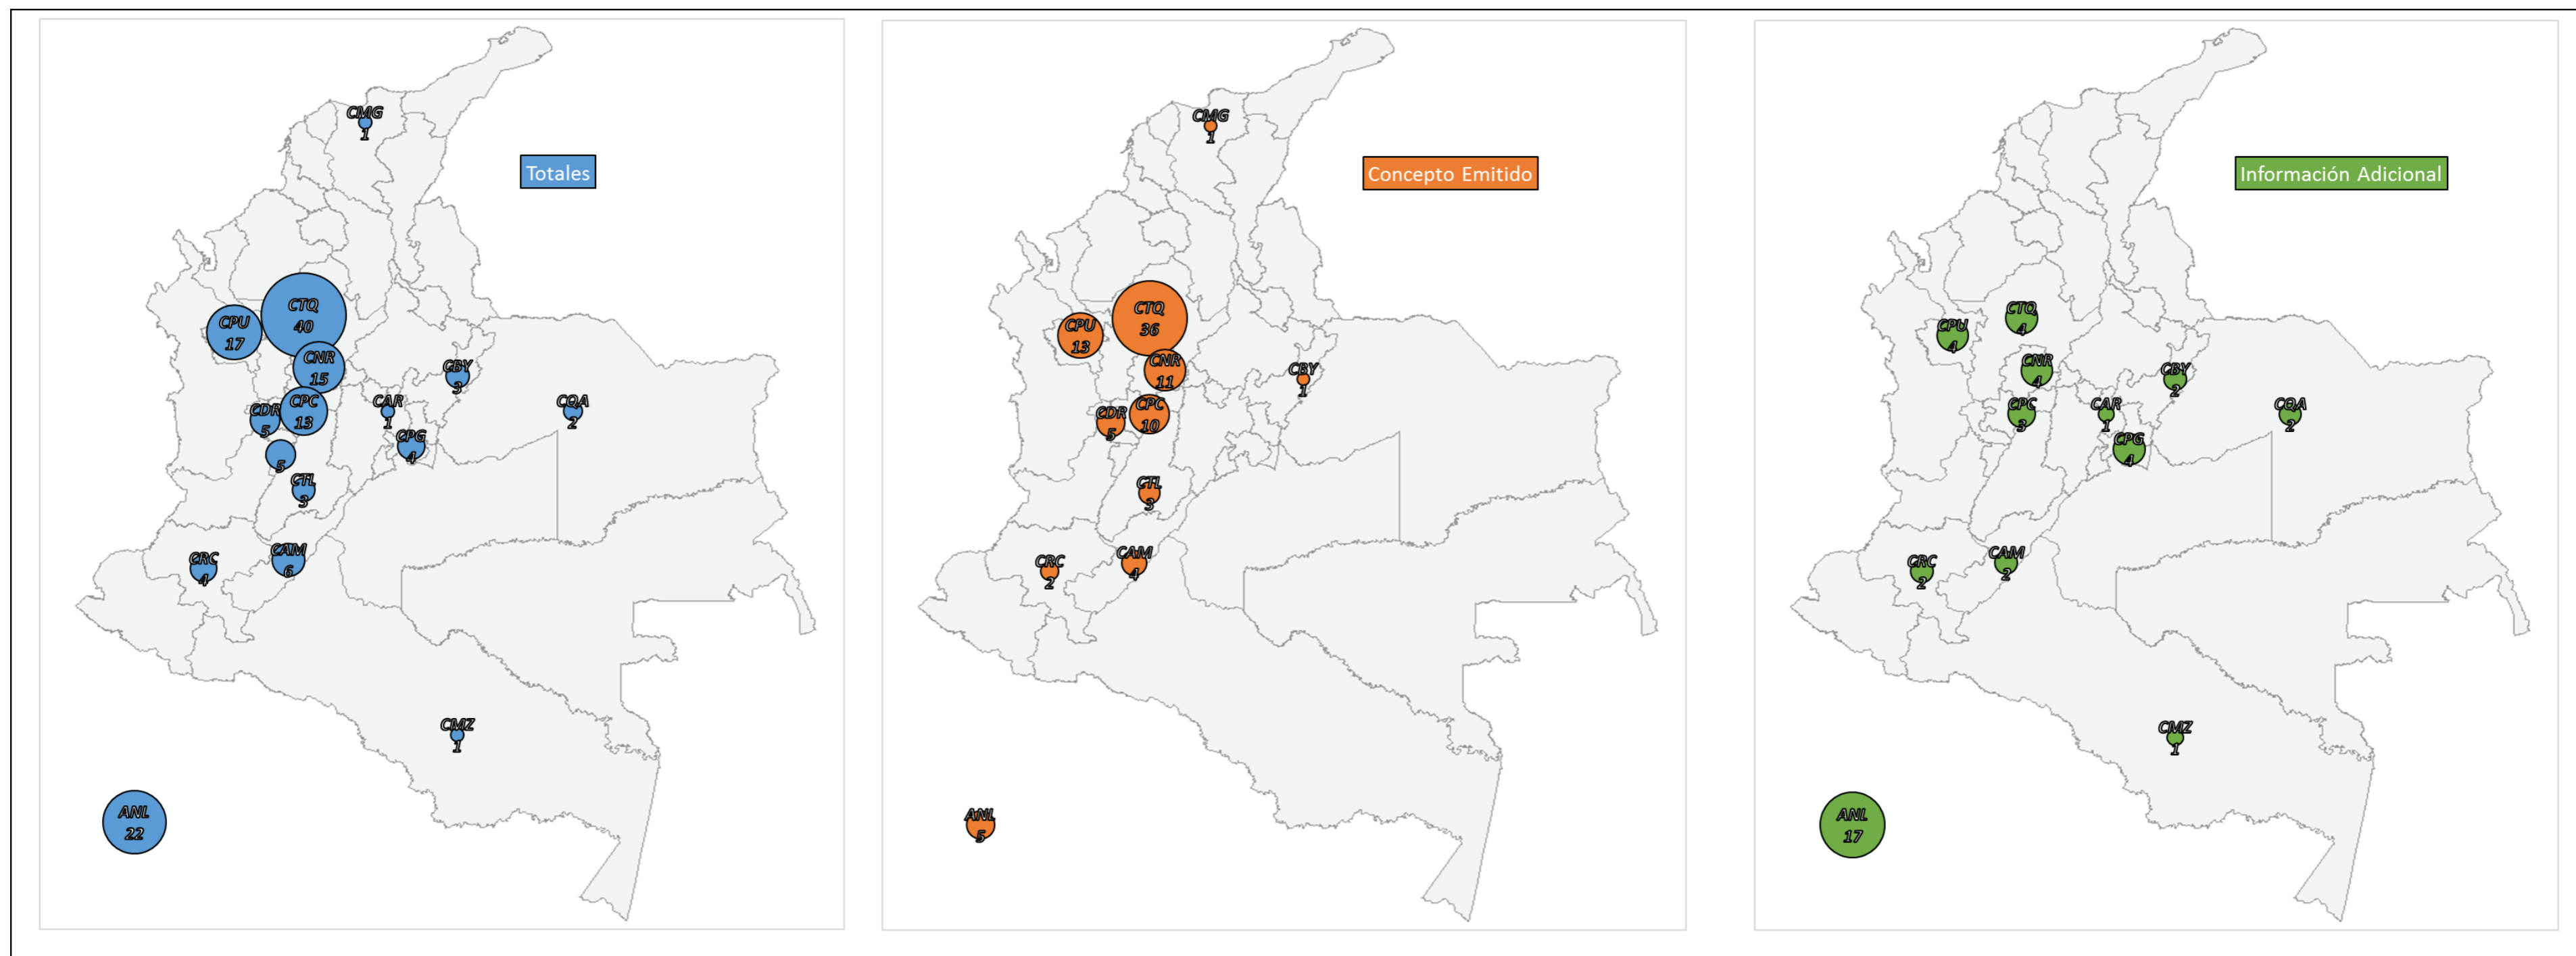 Totales
CMG
1
CTQ
40
CPU
17
CNR
15
CBY
3
CPC
13
CDR
5
CAR
1
CQA
2
CPG
4
5
CTL
3
CAM
6
CRC
4
CMZ
1
ANL
22
Concepto Emitido
CMG
1
CTQ
36
CPU
13
CNR
11
CBY
1
CPC
10
CDR
5
CTL
3
CAM
4
CRC
2
ANL
5
Información Adicional
CTQ
4
CPU
4
CNR
4
CBY
2
CPC
3
CAR
1
CQA
2
CPG
4
CAM
2
CRC
2
CMZ
1
ANL
17